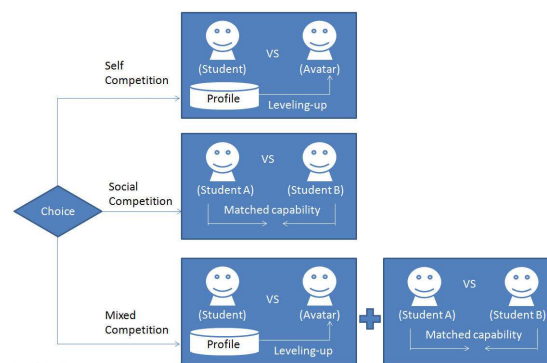 Self
Competition
VS
(Student) (Avatar)
Profile
Leveling-up
Choice
Social
Competition
VS
(Student A) (Student B)
Matched capability
Mixed
Competition
VS
(Student) (Avatar)
Profile
Leveling-up
VS
(Student A) (Student B)
Matched capability